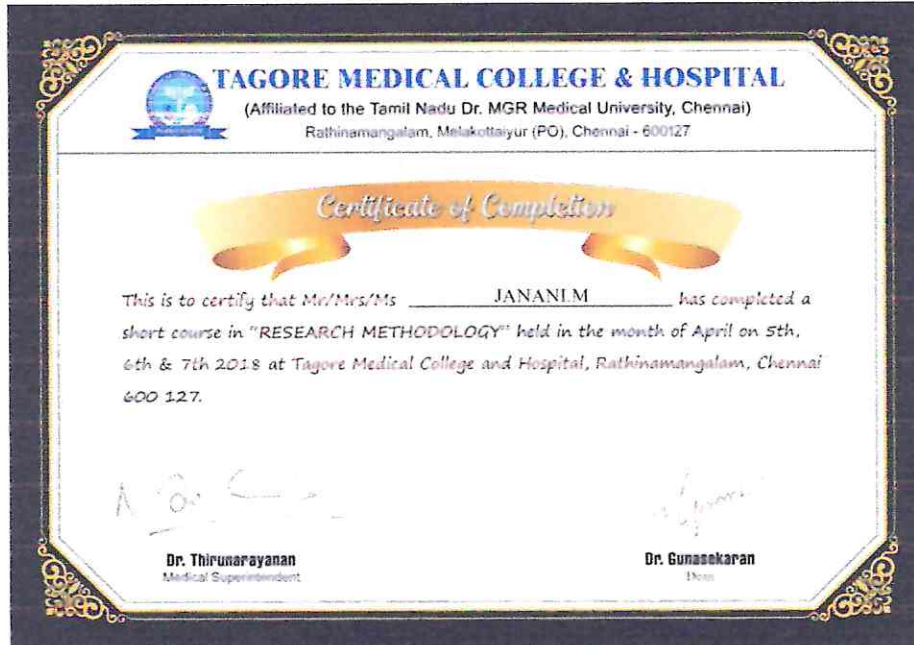 TAGORE MEDICAL COLLEGE & HOSPITAL
(Affiliated to the Tamil Nadu Dr. MGR Medical University, Chennai)
Rathinamangalam, Melakottaiyur (PO), Chennai - 600127
Certificate of Completion
This is to certify that Mr/Mrs/Ms JANANI.M has completed a
short course in "RESEARCH METHODOLOGY" held in the month of April on 5th,
6th & 7th 2018 at Tagore Medical College and Hospital, Rathinamangalam, Chennai
600 127.
Dr. Thirunarayanan
Medical Superintendent
Dr. Gunasekaran
Dean